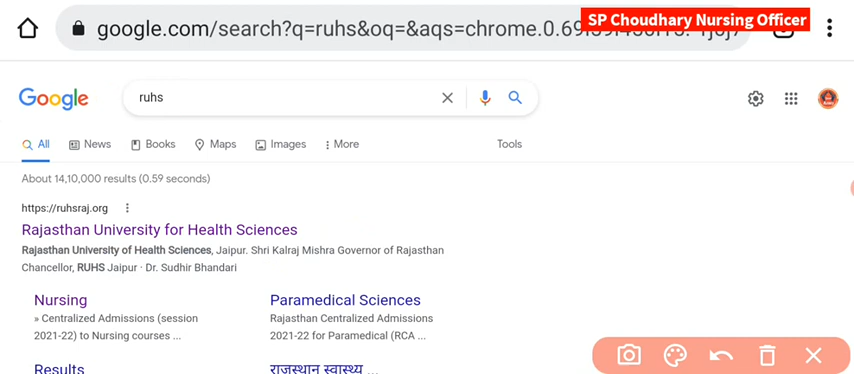 SP Choudhary Nursing Officer
google.com/search?q=ruhs&oq=&aqs=chrome.0.69
Google
ruhs
All News Books Maps Images More Tools
About 14,10,000 results (0.59 seconds)
https://ruhsraj.org
Rajasthan University for Health Sciences
Rajasthan University of Health Sciences, Jaipur. Shri Kalraj Mishra Governor of Rajasthan
Chancellor, RUHS Jaipur · Dr. Sudhir Bhandari
Nursing
» Centralized Admissions (session
2021-22) to Nursing courses ...
Paramedical Sciences
Rajasthan Centralized Admissions
2021-22 for Paramedical (RCA ...
Results
राजस्थान स्वास्थ्य ...